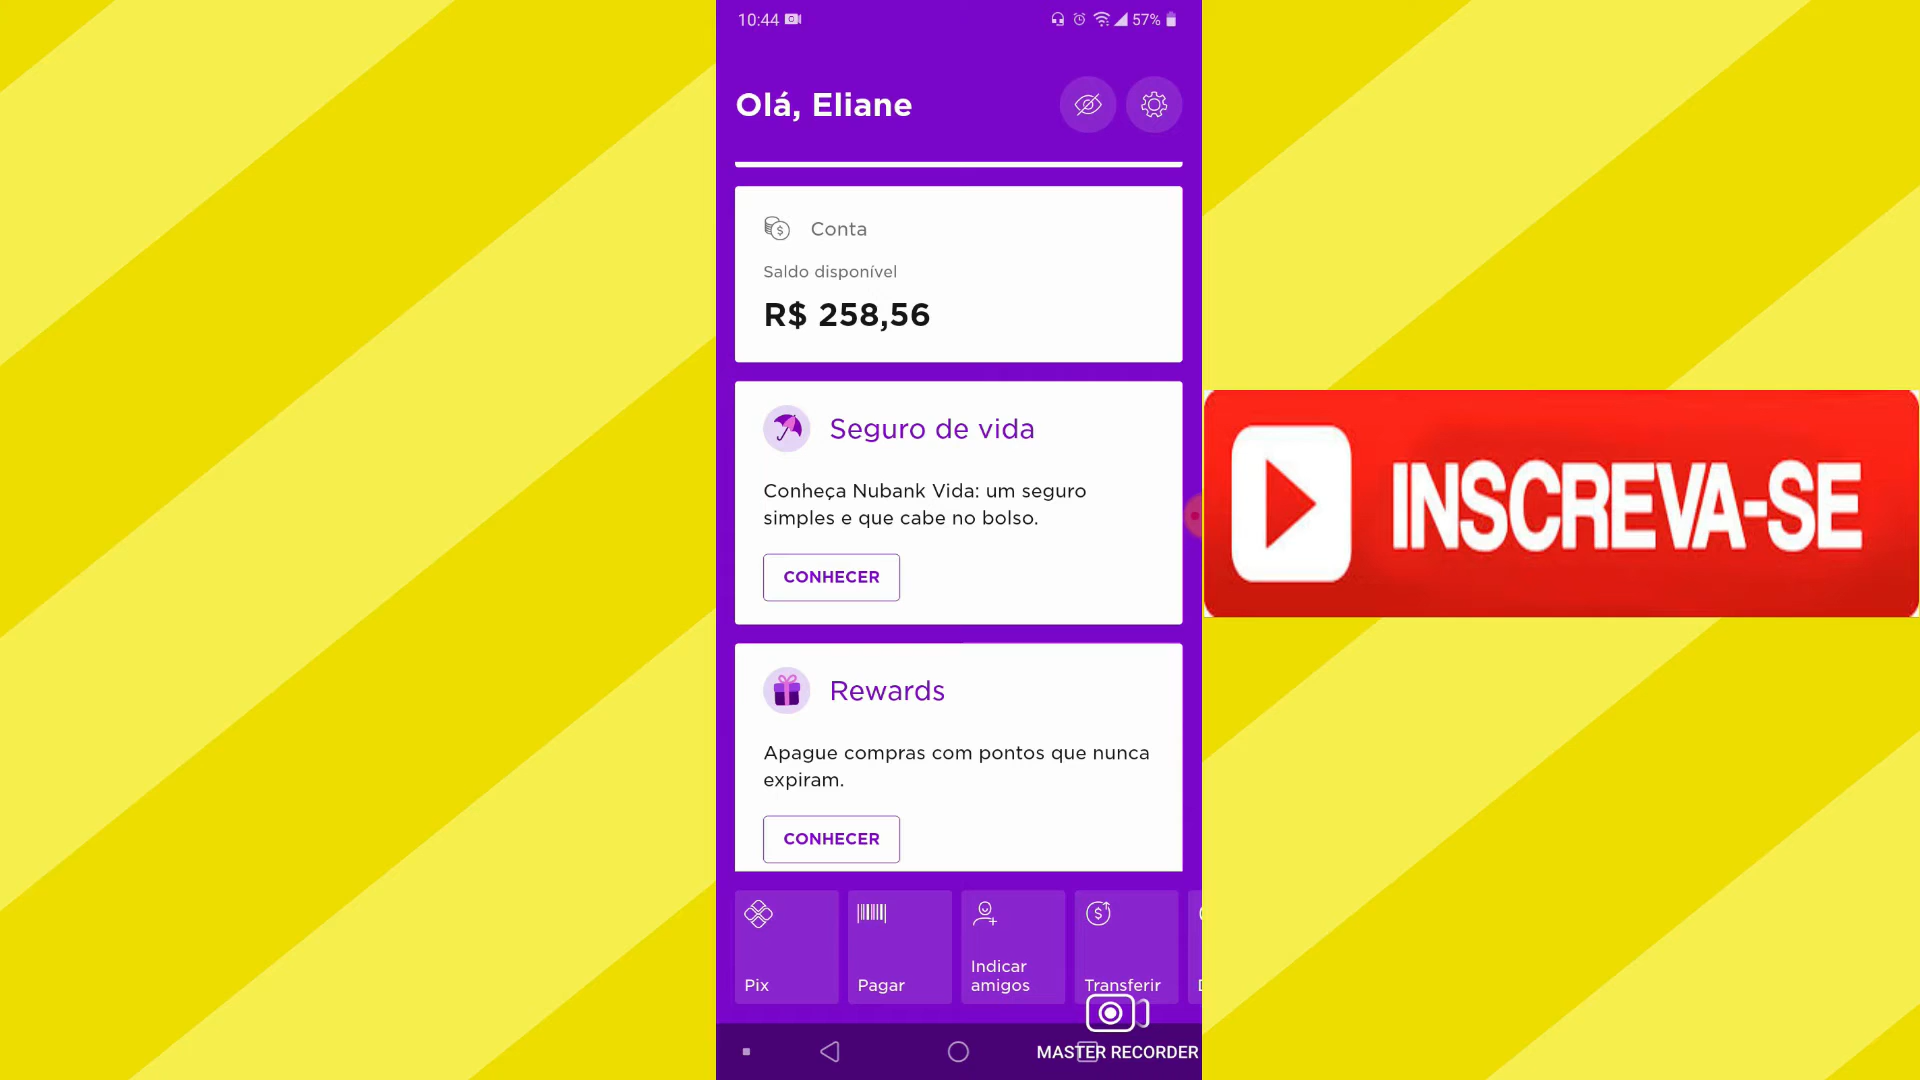 10:44
57%
Olá, Eliane
Conta
Saldo disponível
R$ 258,56
Seguro de vida
Conheça Nubank Vida: um seguro
simples e que cabe no bolso.
CONHECER
INSCREVA-SE
Rewards
Apague compras com pontos que nunca
expiram.
CONHECER
Pix
Pagar
Indicar
amigos
Transferir
MASTER RECORDER